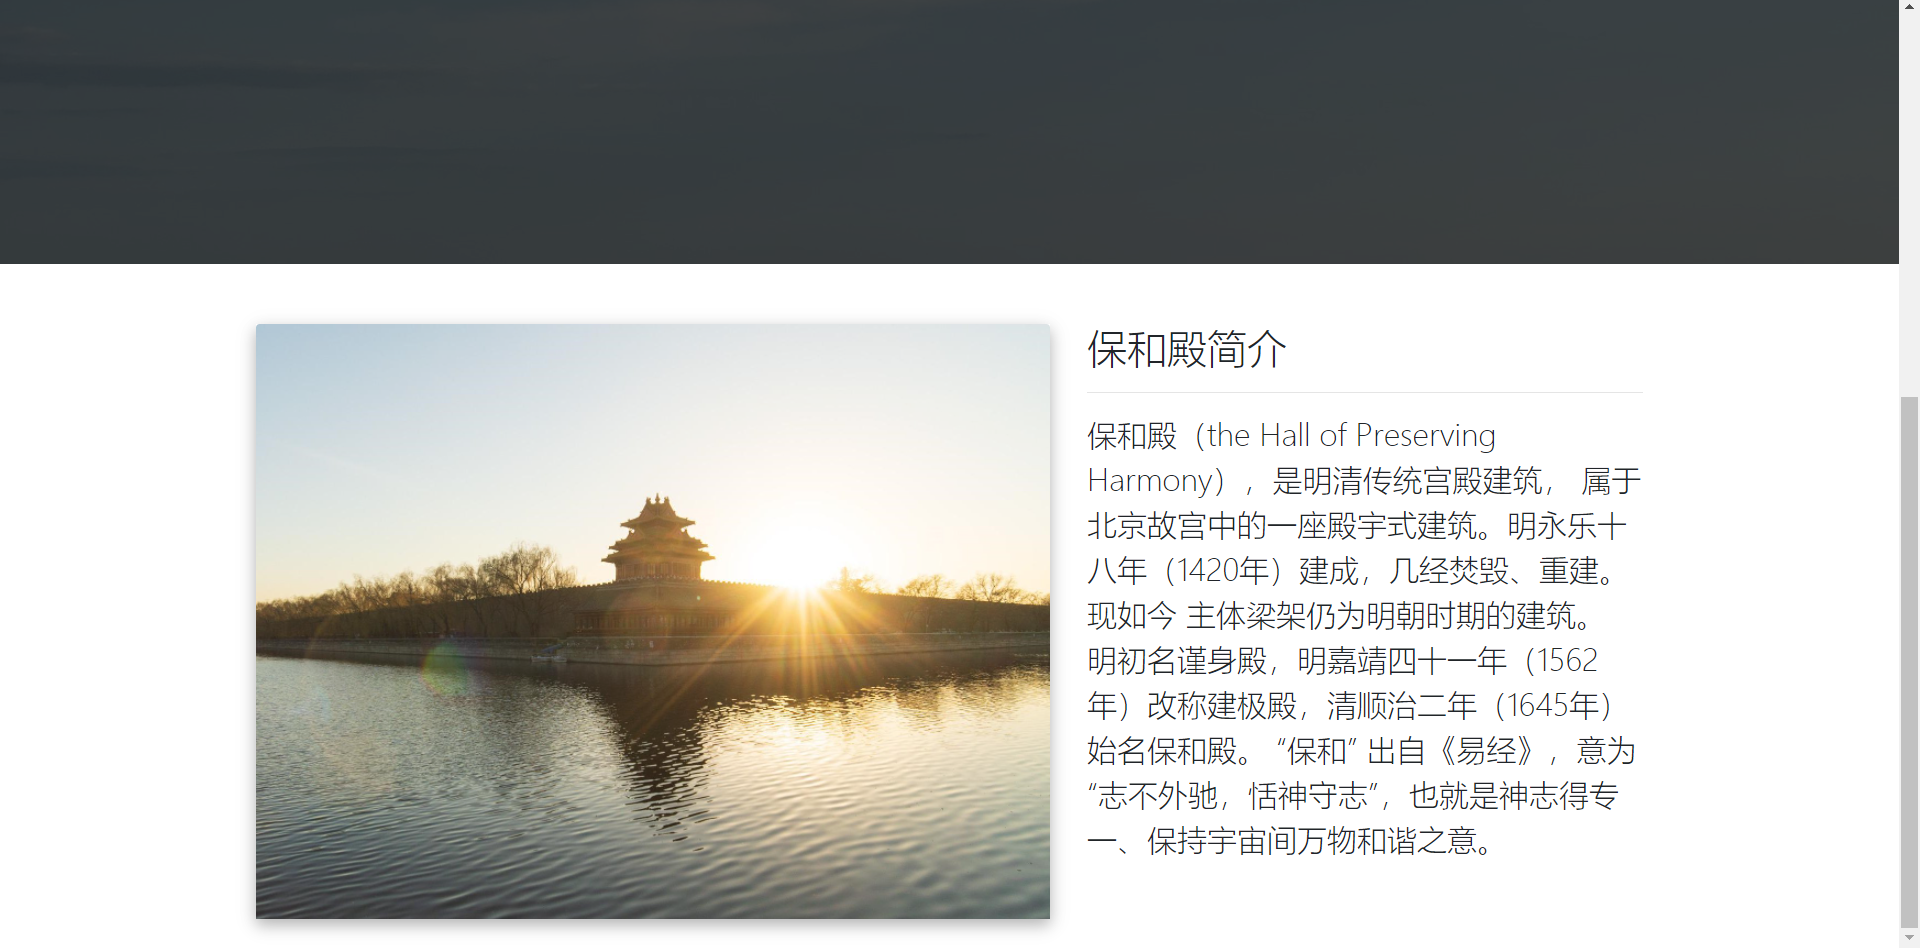 保和殿简介
保和殿（the Hall of Preserving
Harmony），是明清传统宫殿建筑， 属于
北京故宫中的一座殿宇式建筑。明永乐十
八年（1420年）建成，几经焚毁、重建。
现如今 主体梁架仍为明朝时期的建筑。
明初名谨身殿，明嘉靖四十一年（1562
年）改称建极殿，清顺治二年（1645年）
始名保和殿。 “保和” 出自《易经》，意为
“志不外驰，恬神守志”，也就是神志得专
一、保持宇宙间万物和谐之意。